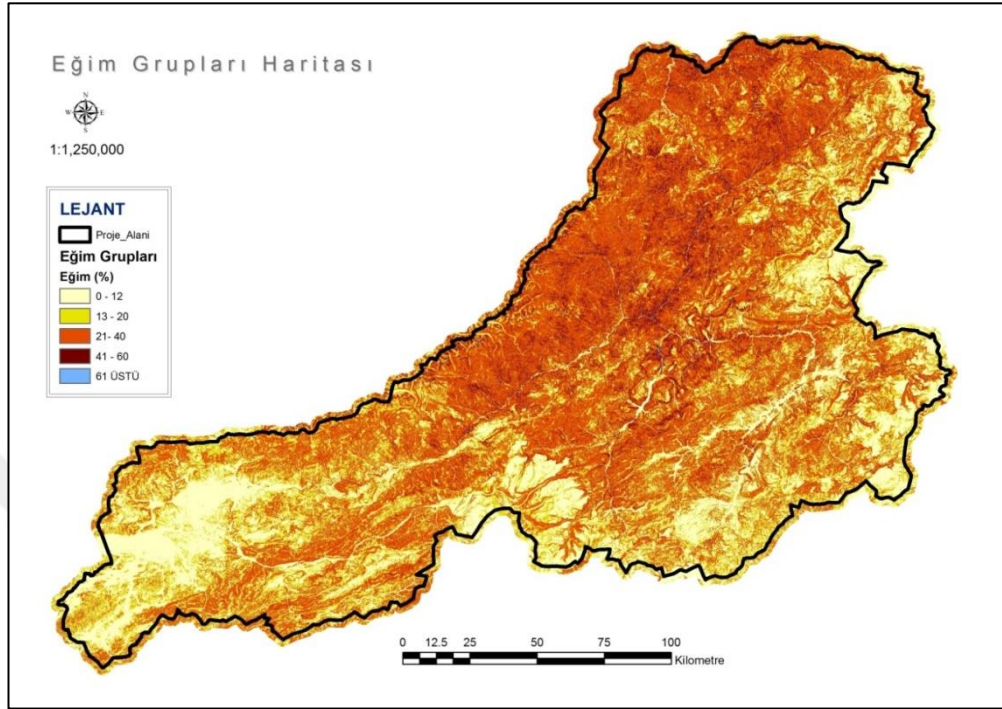 Eğim Grupları Haritası
N
W E
S
1:1,250,000
LEJANT
Proje_Alani
Eğim Grupları
Eğim (%)
0 - 12
13 - 20
21- 40
41 - 60
61 ÜSTÜ
0 12.5 25 50 75 100
Kilometre